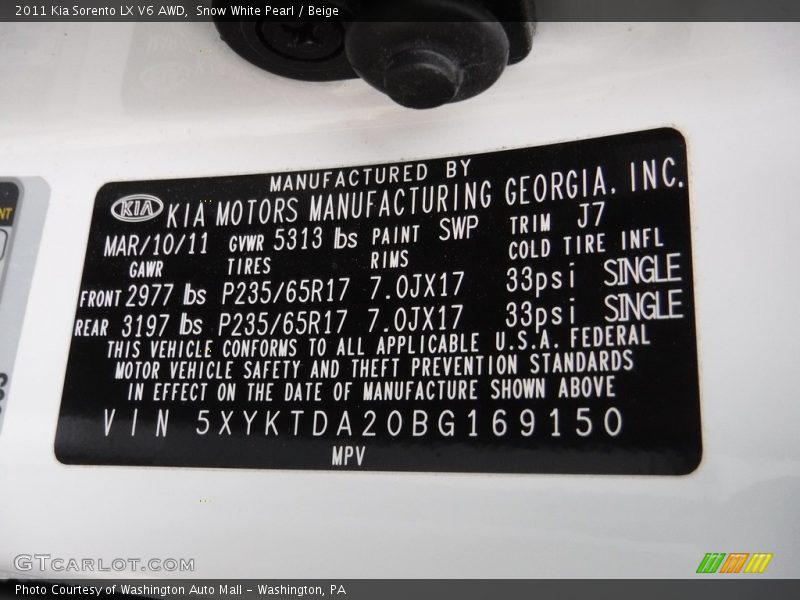 2011 Kia Sorento LX V6 AWD, Snow White Pearl / Beige
MANUFACTURED BY
KIA KIA MOTORS MANUFACTURING GEORGIA. INC.
MAR/10/11 GVWR 5313 lbs PAINT SWP TRIM J7
GAWR TIRES RIMS COLD TIRE INFL
FRONT 2977 lbs P235/65R17 7.0JX17 33psi SINGLE
REAR 3197 lbs P235/65R17 7.0JX17 33psi SINGLE
THIS VEHICLE CONFORMS TO ALL APPLICABLE U.S.A. FEDERAL
MOTOR VEHICLE SAFETY AND THEFT PREVENTION STANDARDS
IN EFFECT ON THE DATE OF MANUFACTURE SHOWN ABOVE
VIN 5XYKTDA20BG169150
MPV
GTCARLOT.COM
Photo Courtesy of Washington Auto Mall - Washington, PA